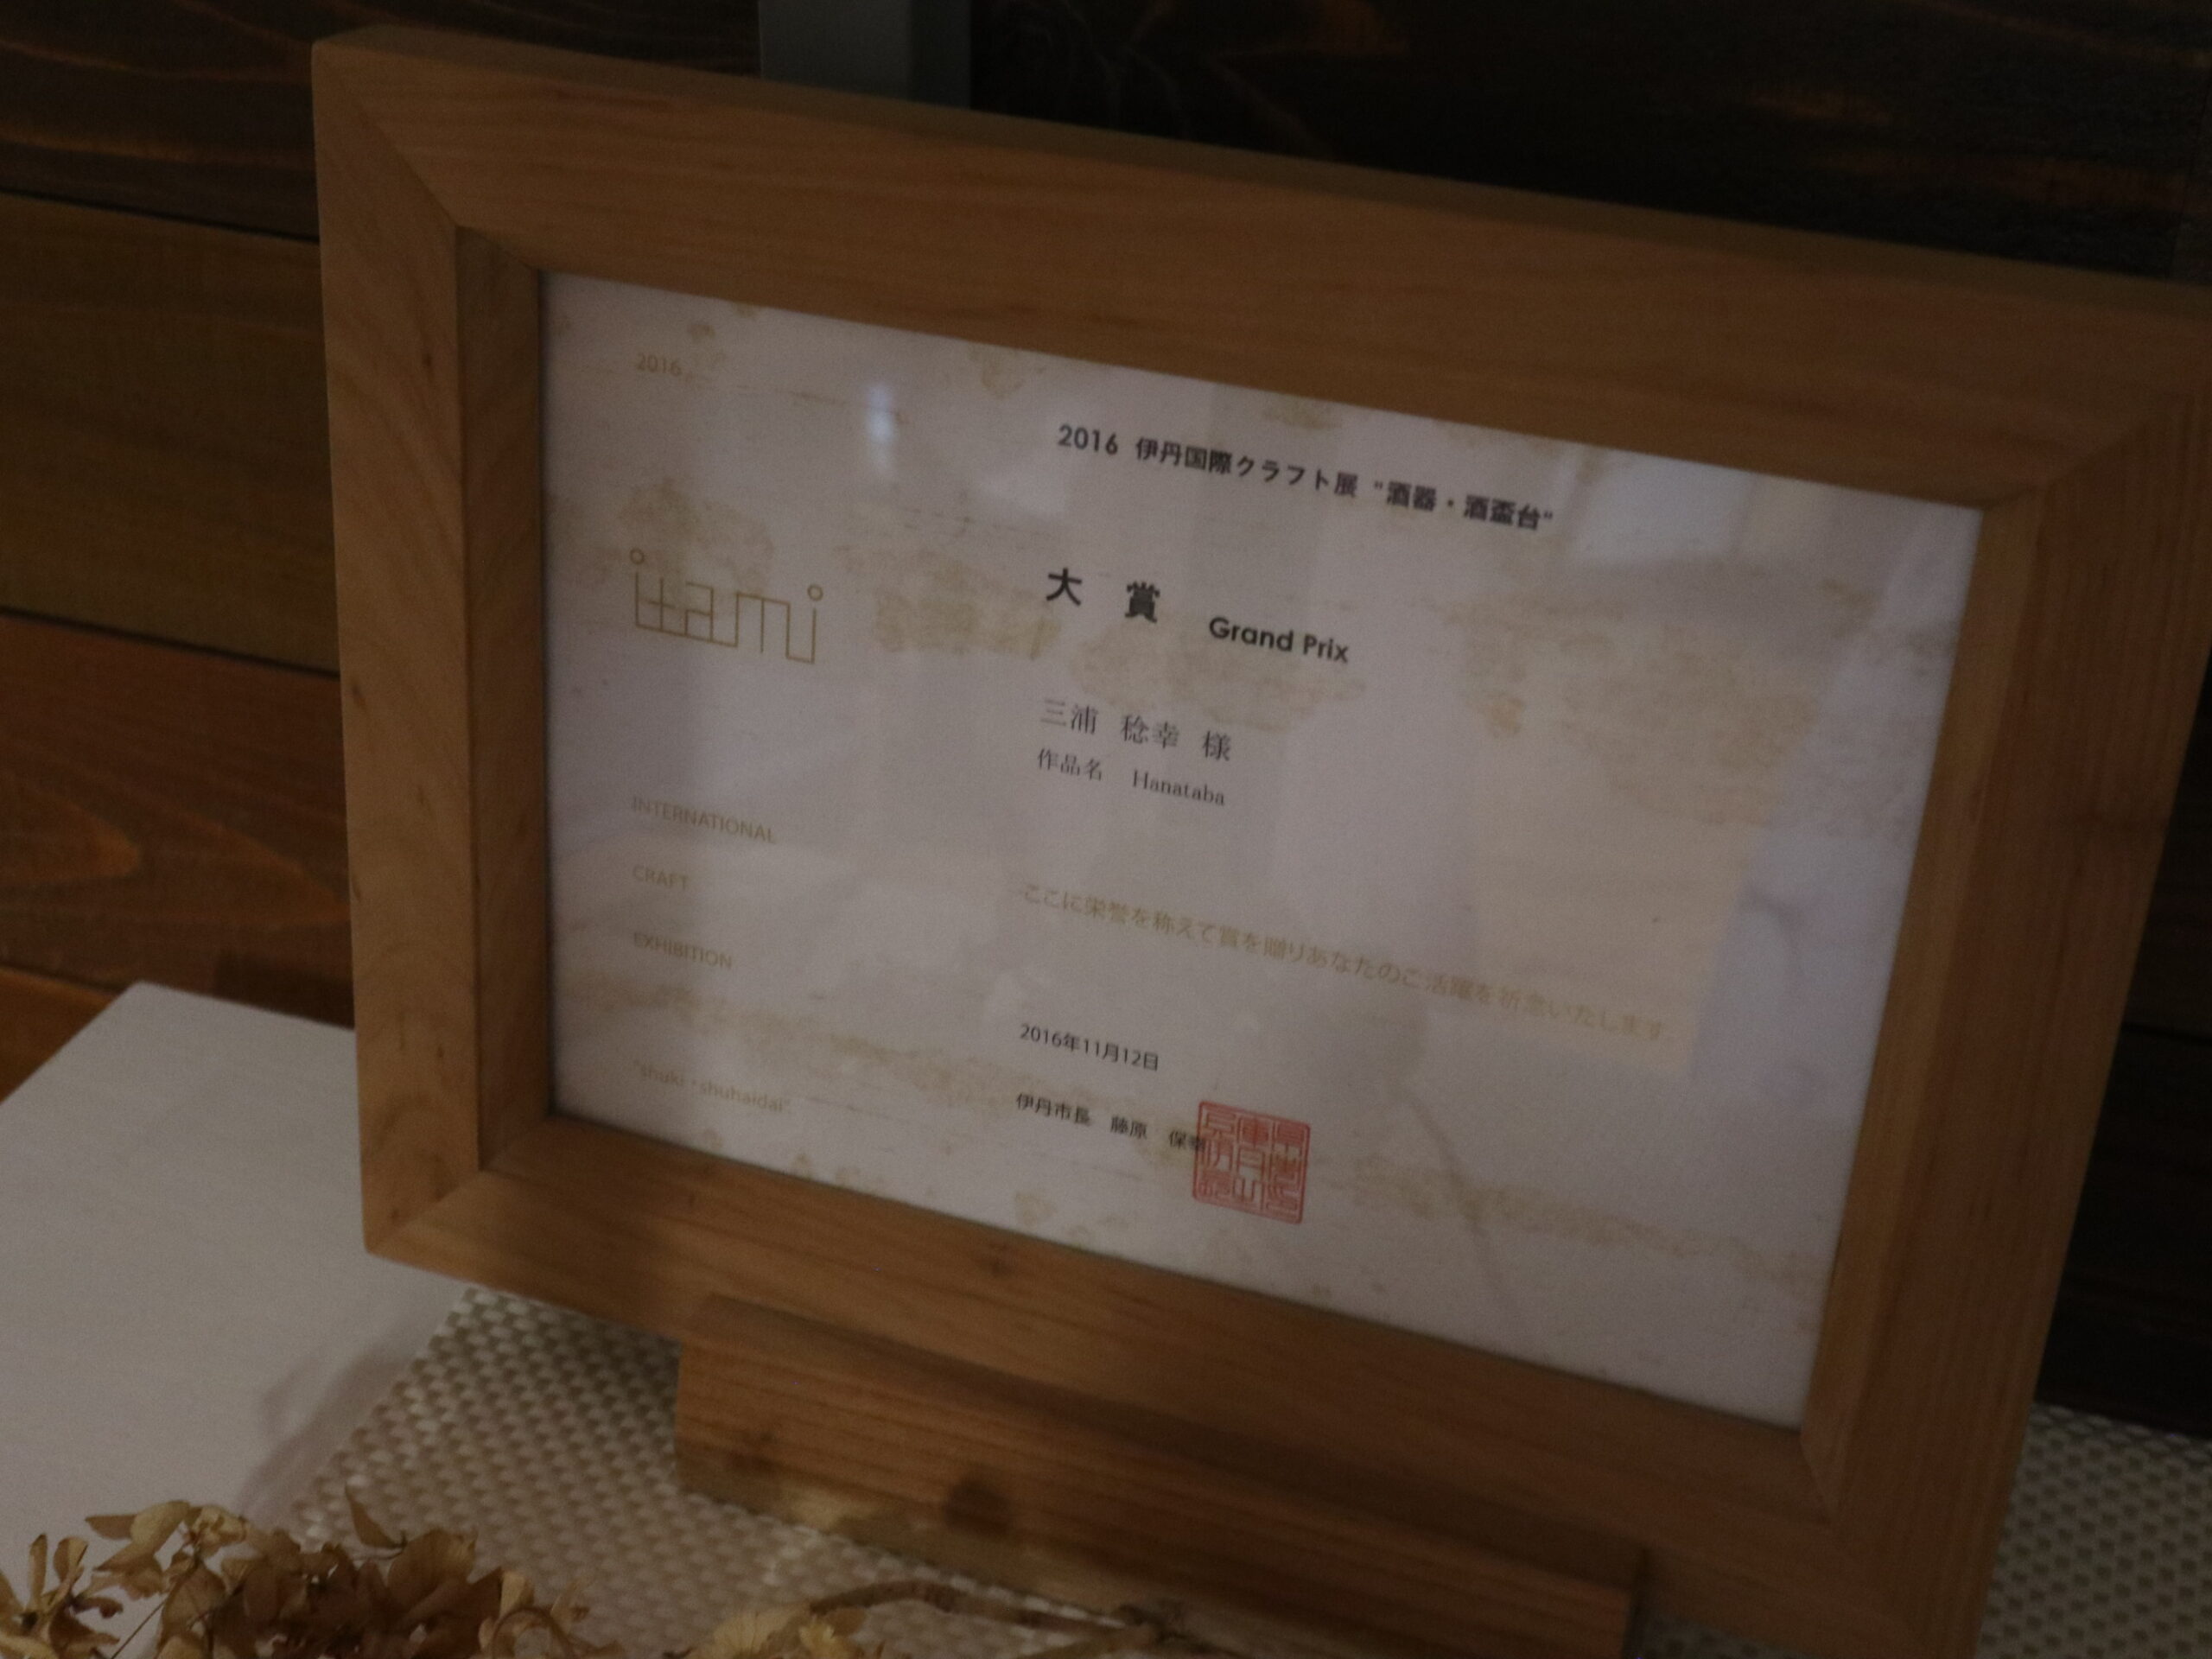 2016
itami
INTERNATIONAL
CRAFT
EXHIBITION
"shuki・shuhaidai"
2016 伊丹国際クラフト展 "酒器・酒盃台"
大賞 Grand Prix
三浦 稔幸 様
作品名 Hanataba
ここに栄誉を称えて賞を贈りあなたのご活躍を祈念いたします。
2016年11月12日
伊丹市長 藤原 保幸